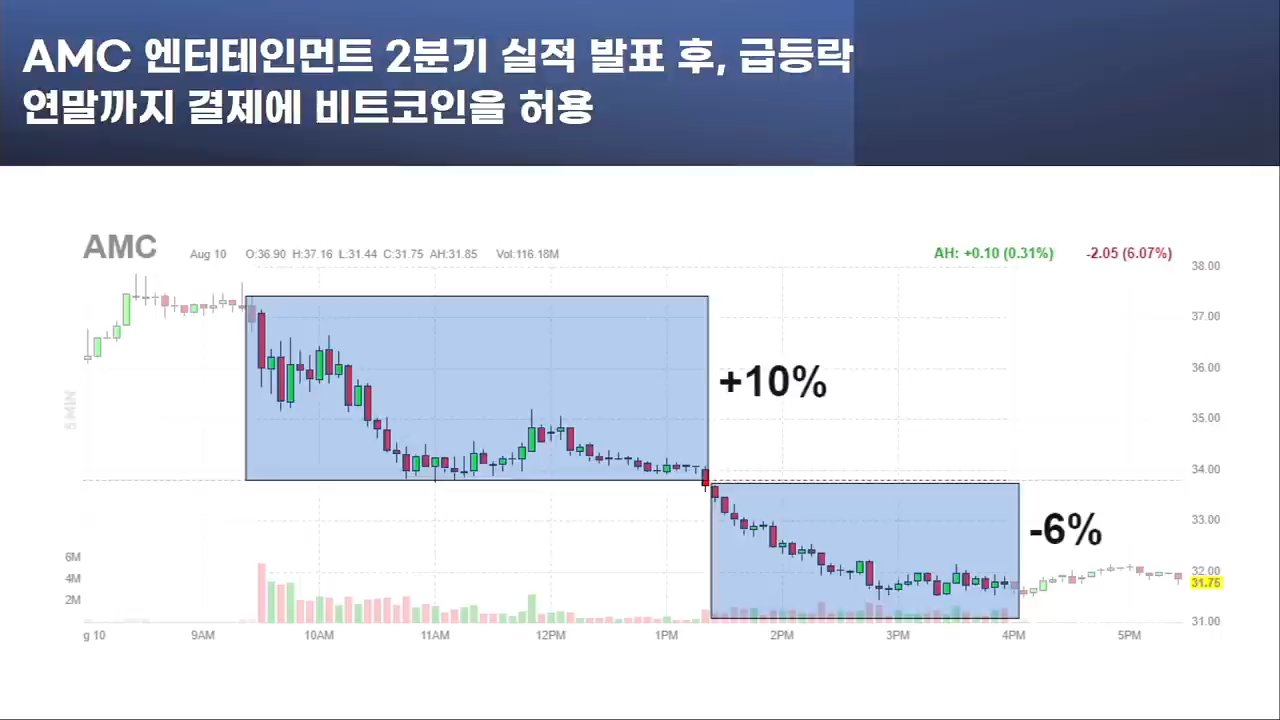 AMC 엔터테인먼트 2분기 실적 발표 후, 급등락
연말까지 결제에 비트코인을 허용
AMC Aug 10 O:36.90 H:37.16 L:31.44 C:31.75 AH:31.85 Vol:116.18M AH: +0.10 (0.31%) -2.05 (6.07%)
38.00
37.00
36.00
+10%
5 MIN
35.00
34.00
33.00
-6%
6M
32.00
4M
31.75
2M
31.00
g 10 9AM 10AM 11AM 12PM 1PM 2PM 3PM 4PM 5PM